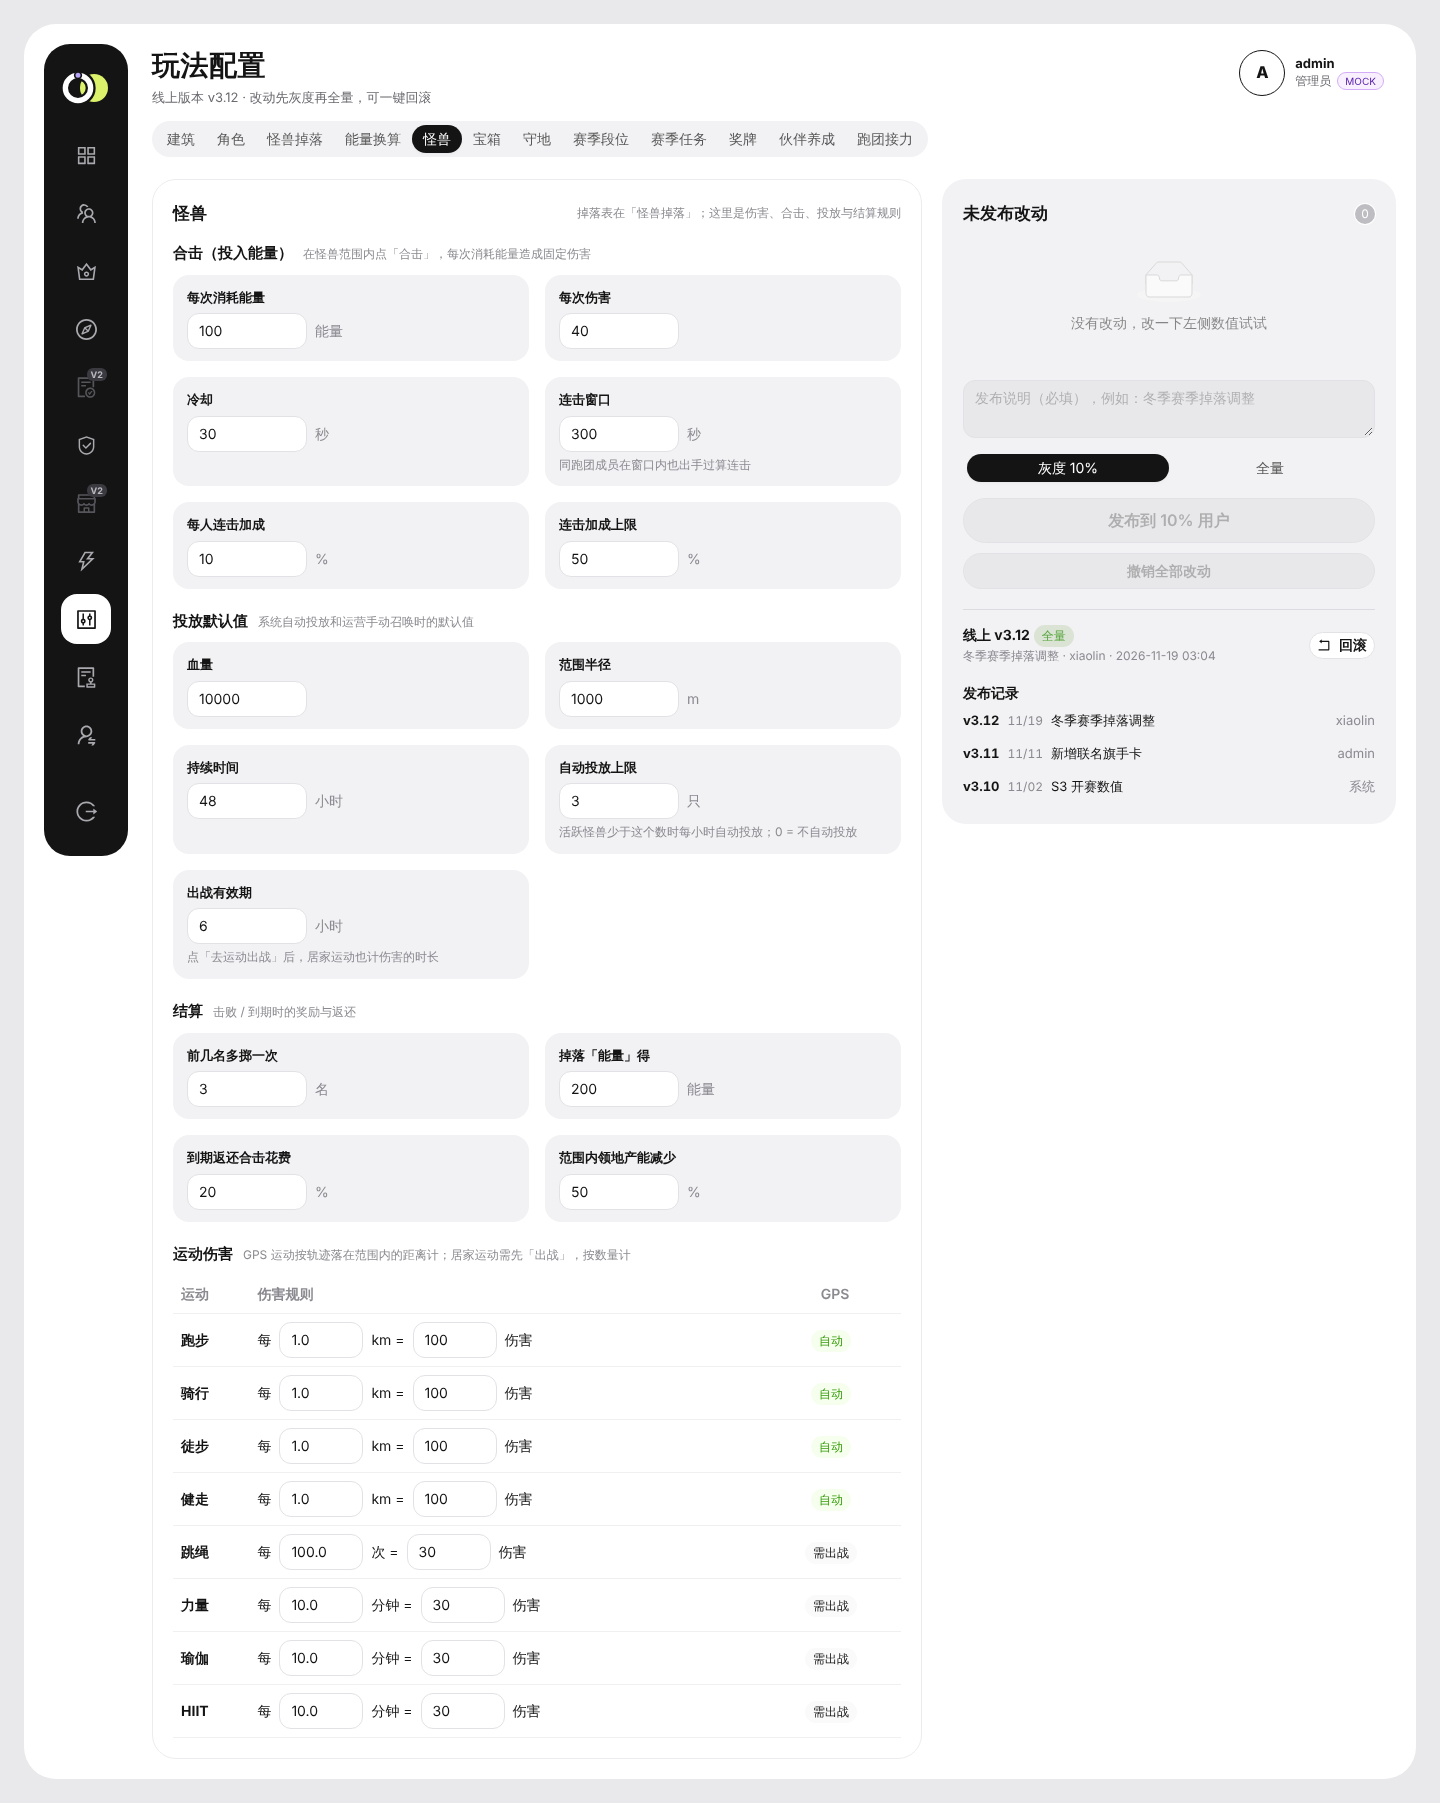 玩法配置
线上版本 v3.12 · 改动先灰度再全量，可一键回滚
A
admin
管理员 MOCK
V2
V2
建筑 角色 怪兽掉落 能量换算 怪兽 宝箱 守地 赛季段位 赛季任务 奖牌 伙伴养成 跑团接力
怪兽
掉落表在「怪兽掉落」；这里是伤害、合击、投放与结算规则
合击（投入能量） 在怪兽范围内点「合击」，每次消耗能量造成固定伤害
每次消耗能量
100 能量
每次伤害
40
冷却
30 秒
连击窗口
300 秒
同跑团成员在窗口内也出手过算连击
每人连击加成
10 %
连击加成上限
50 %
投放默认值 系统自动投放和运营手动召唤时的默认值
血量
10000
范围半径
1000 m
持续时间
48 小时
自动投放上限
3 只
活跃怪兽少于这个数时每小时自动投放；0 = 不自动投放
出战有效期
6 小时
点「去运动出战」后，居家运动也计伤害的时长
结算 击败 / 到期时的奖励与返还
前几名多掷一次
3 名
掉落「能量」得
200 能量
到期返还合击花费
20 %
范围内领地产能减少
50 %
运动伤害 GPS 运动按轨迹落在范围内的距离计；居家运动需先「出战」，按数量计
运动 伤害规则 GPS
跑步 每 1.0 km = 100 伤害 自动
骑行 每 1.0 km = 100 伤害 自动
徒步 每 1.0 km = 100 伤害 自动
健走 每 1.0 km = 100 伤害 自动
跳绳 每 100.0 次 = 30 伤害 需出战
力量 每 10.0 分钟 = 30 伤害 需出战
瑜伽 每 10.0 分钟 = 30 伤害 需出战
HIIT 每 10.0 分钟 = 30 伤害 需出战
未发布改动 0
没有改动，改一下左侧数值试试
发布说明（必填），例如：冬季赛季掉落调整
灰度 10% 全量
发布到 10% 用户
撤销全部改动
线上 v3.12 全量
冬季赛季掉落调整 · xiaolin · 2026-11-19 03:04
回滚
发布记录
v3.12 11/19 冬季赛季掉落调整 xiaolin
v3.11 11/11 新增联名旗手卡 admin
v3.10 11/02 S3 开赛数值 系统